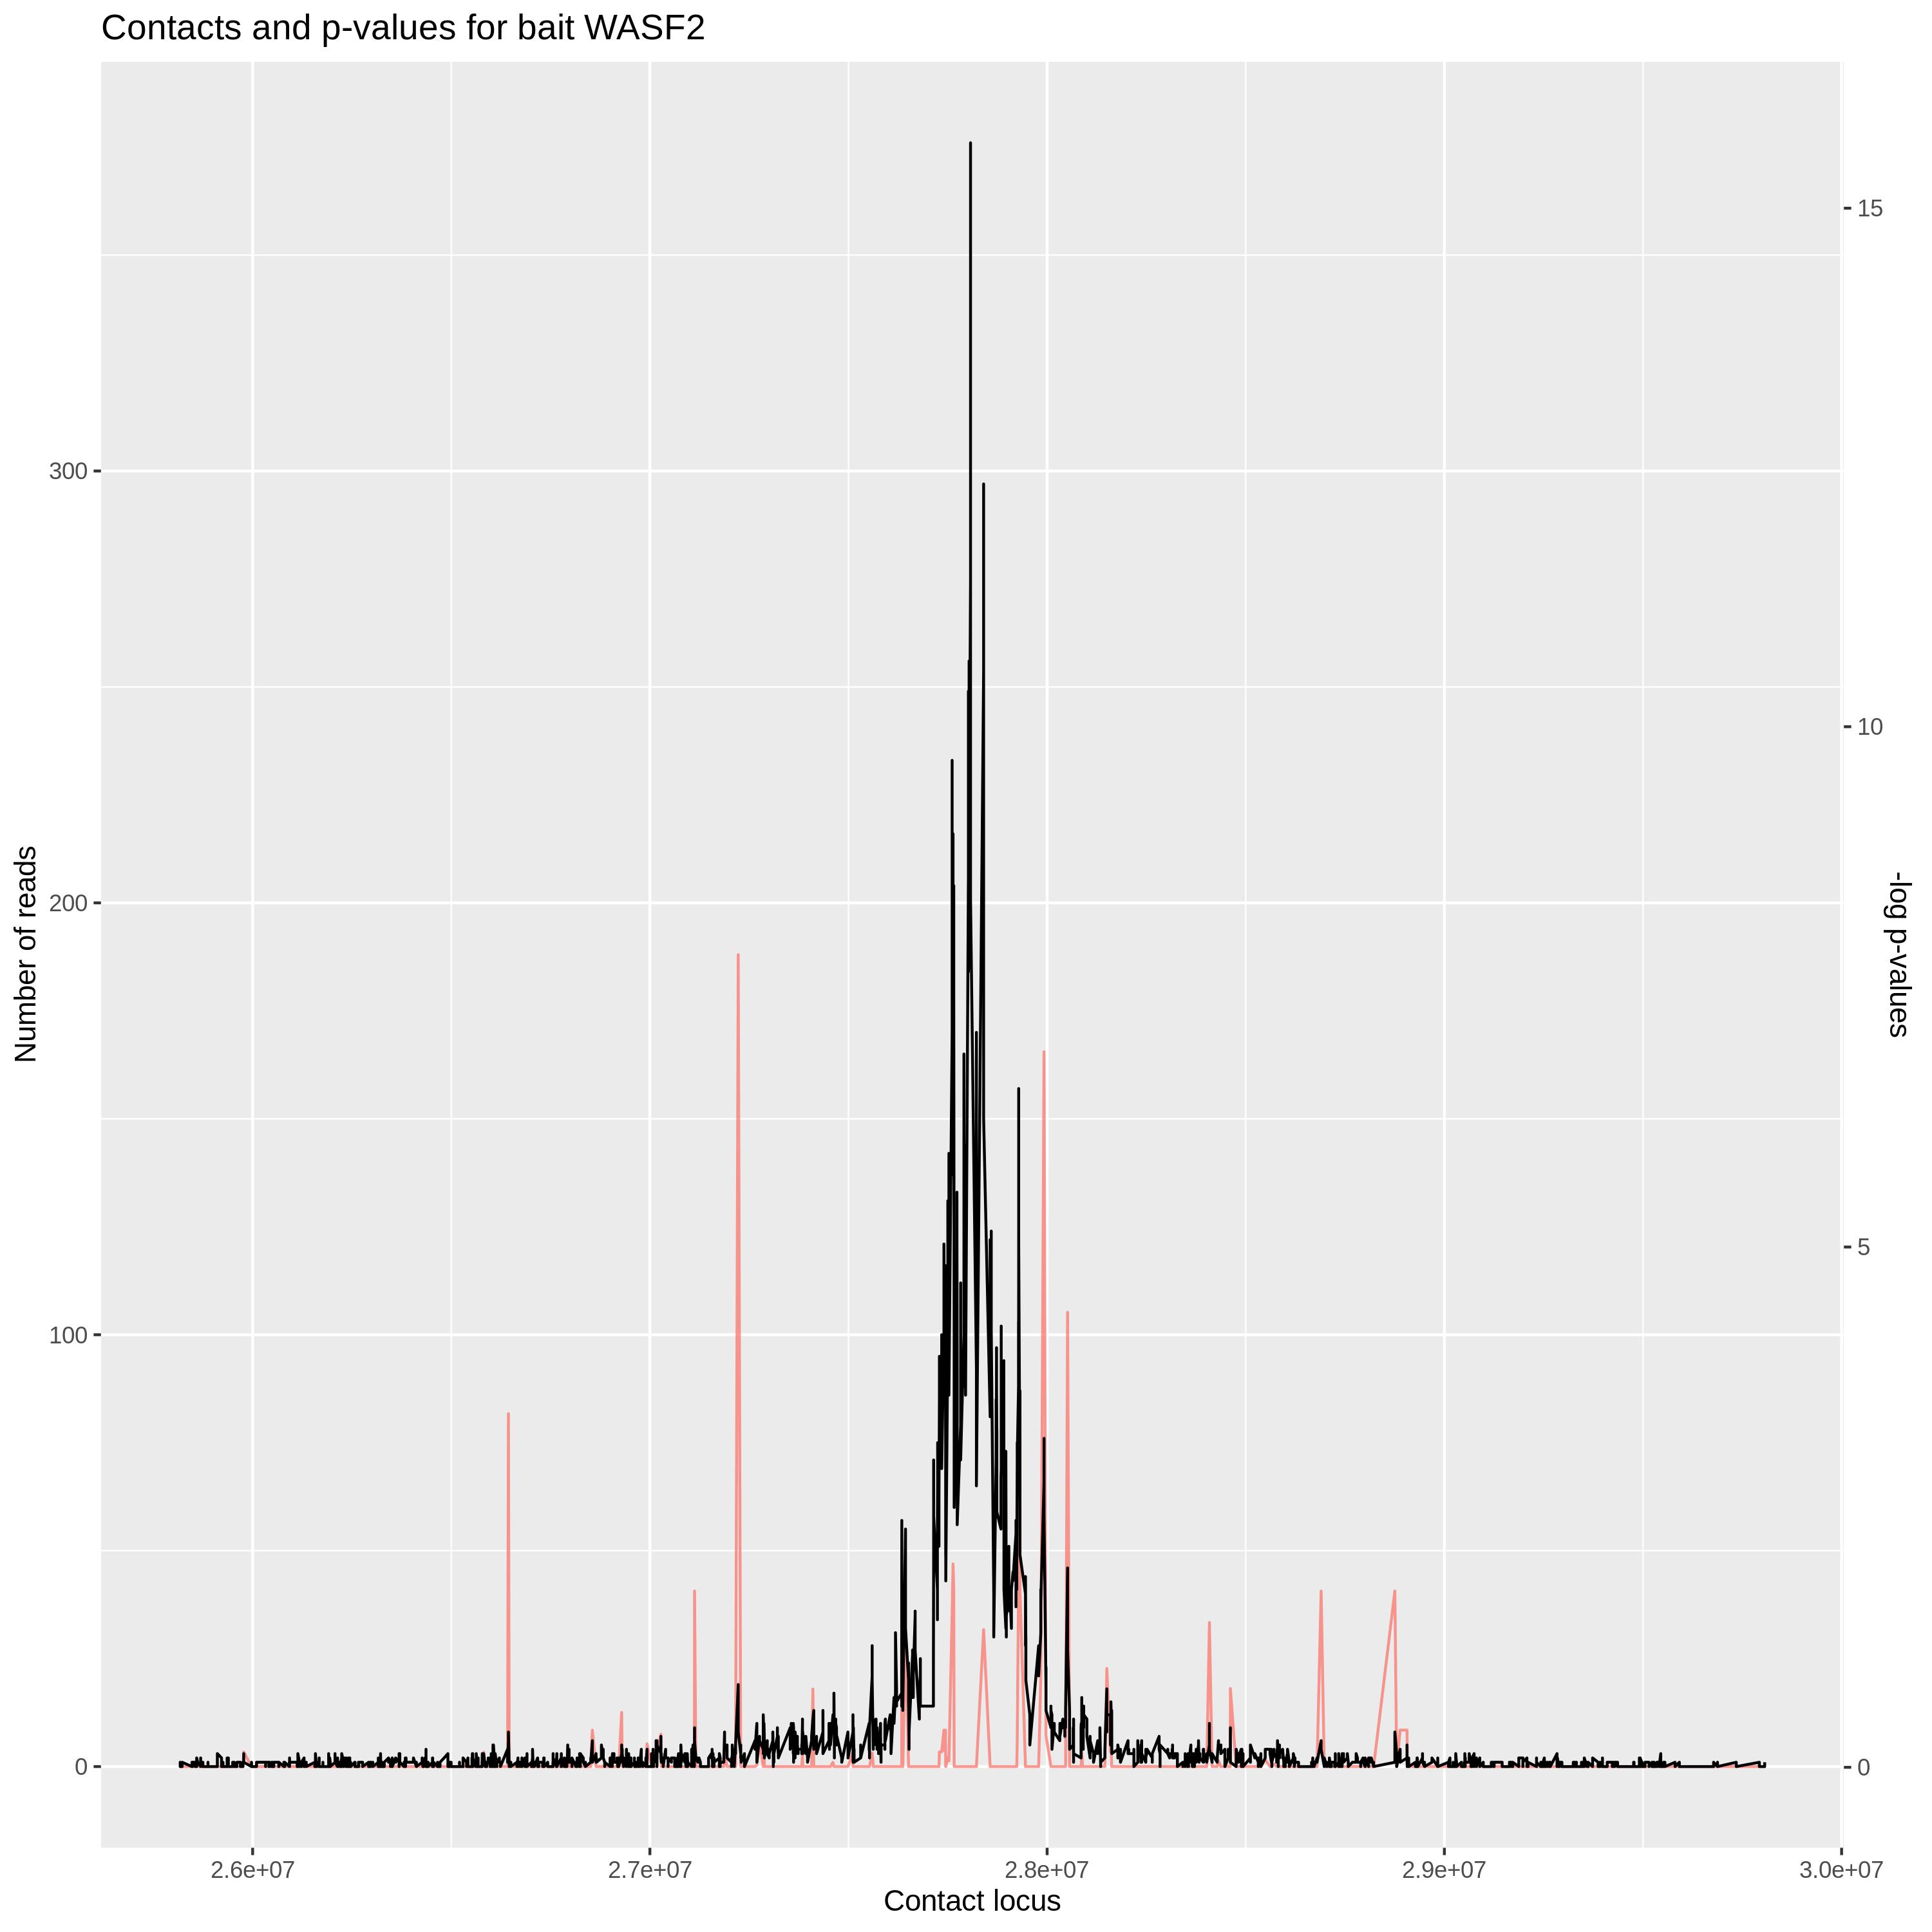 Contacts and p-values for bait WASF2
Number of reads
300
200
100
0
15
10
5
0
-log p-values
2.6e+07
2.7e+07
2.8e+07
2.9e+07
3.0e+07
Contact locus